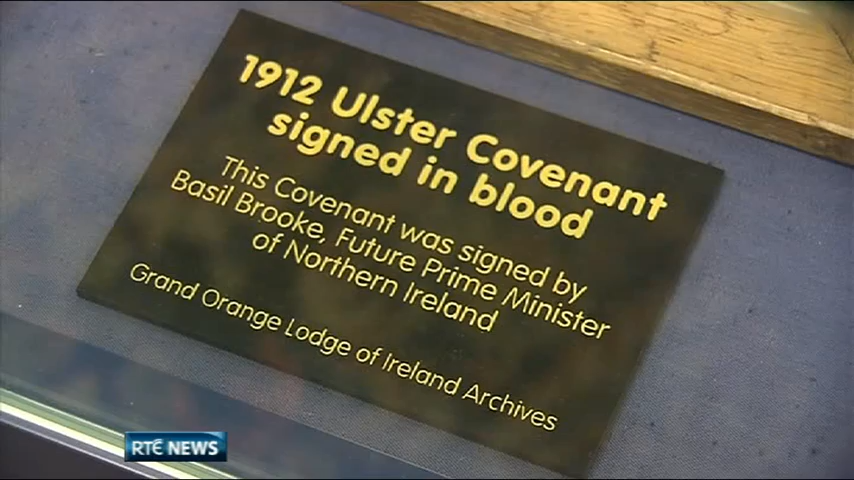 1912 Ulster Covenant
signed in blood
This Covenant was signed by
Basil Brooke, Future Prime Minister
of Northern Ireland
Grand Orange Lodge of Ireland Archives
RTÉ NEWS